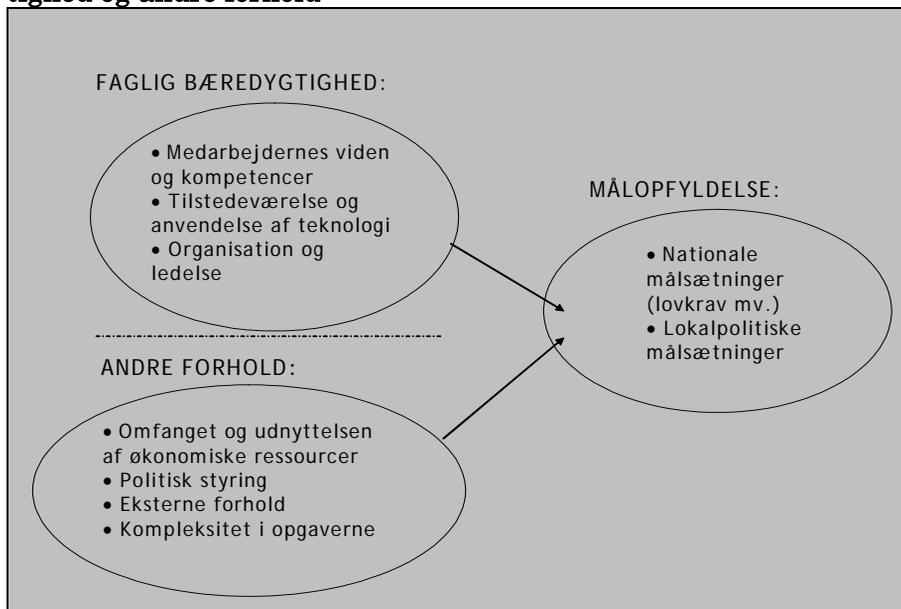 tighed og andre forhold
FAGLIG BÆREDYGTIGHED:
• Medarbejdernes viden
og kompetencer
• Tilstedeværelse og
anvendelse af teknologi
• Organisation og
ledelse
MÅLOPFYLDELSE:
• Nationale
målsætninger
(lovkrav mv.)
• Lokalpolitiske
målsætninger
ANDRE FORHOLD:
• Omfanget og udnyttelsen
af økonomiske ressourcer
• Politisk styring
• Eksterne forhold
• Kompleksitet i opgaverne